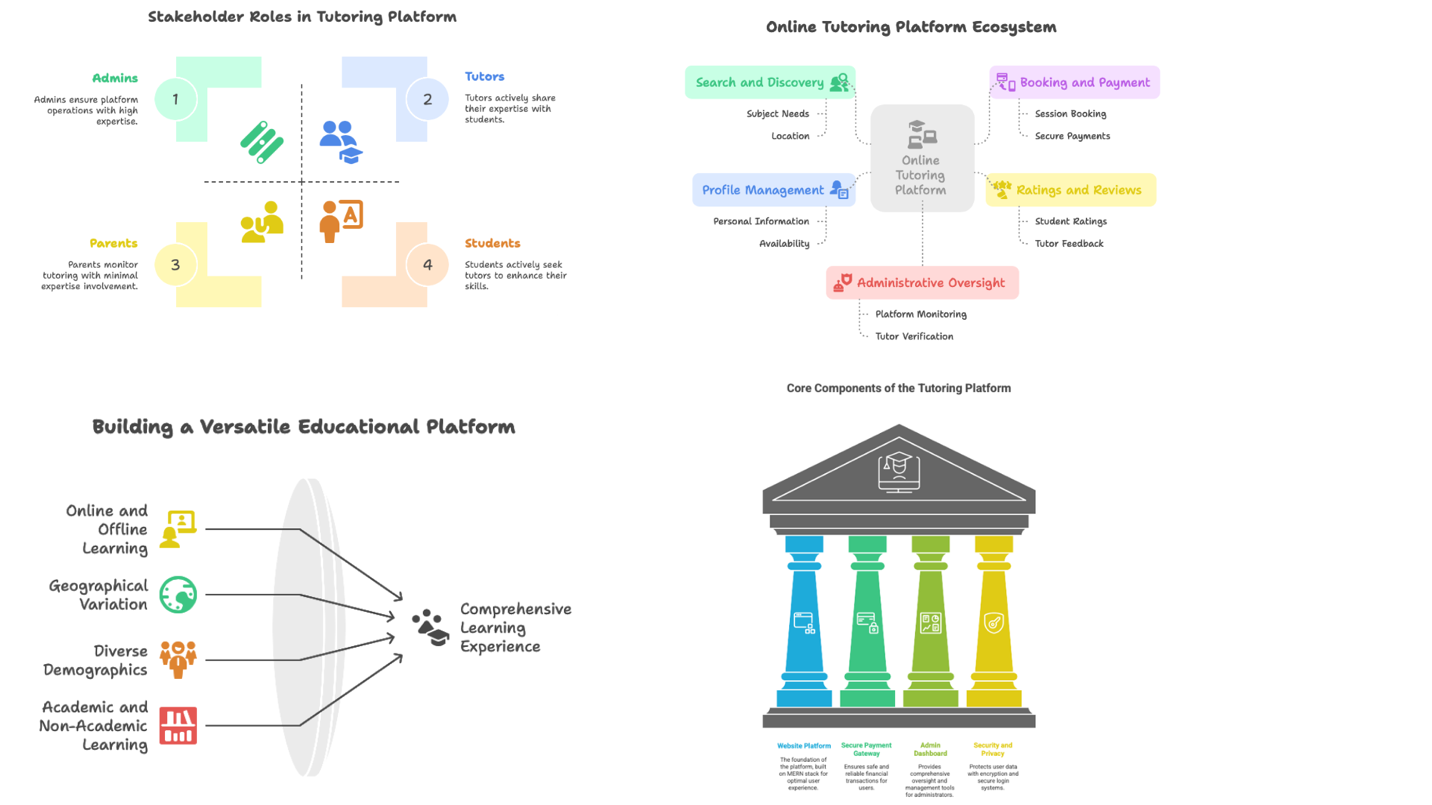 Stakeholder Roles in Tutoring Platform
Admins
Admins ensure platform
operations with high
expertise.
1
2
Tutors
Tutors actively share
their expertise with
students.
Parents
Parents monitor
tutoring with minimal
expertise involvement.
3
4
Students
Students actively seek
tutors to enhance their
skills.
Online Tutoring Platform Ecosystem
Search and Discovery
Subject Needs
Location
Booking and Payment
Session Booking
Secure Payments
Online
Tutoring
Platform
Profile Management
Personal Information
Availability
Ratings and Reviews
Student Ratings
Tutor Feedback
Administrative Oversight
Platform Monitoring
Tutor Verification
Building a Versatile Educational Platform
Online and
Offline
Learning
Geographical
Variation
Diverse
Demographics
Academic and
Non-Academic
Learning
Comprehensive
Learning
Experience
Core Components of the Tutoring Platform
Website Platform
The foundation of
the platform, built
on MERN stack for
optimal user
experience.
Secure Payment
Gateway
Ensures safe and
reliable financial
transactions for
users.
Admin
Dashboard
Provides
comprehensive
oversight and
management tools
for administrators.
Security and
Privacy
Protects user data
with encryption and
secure login
systems.